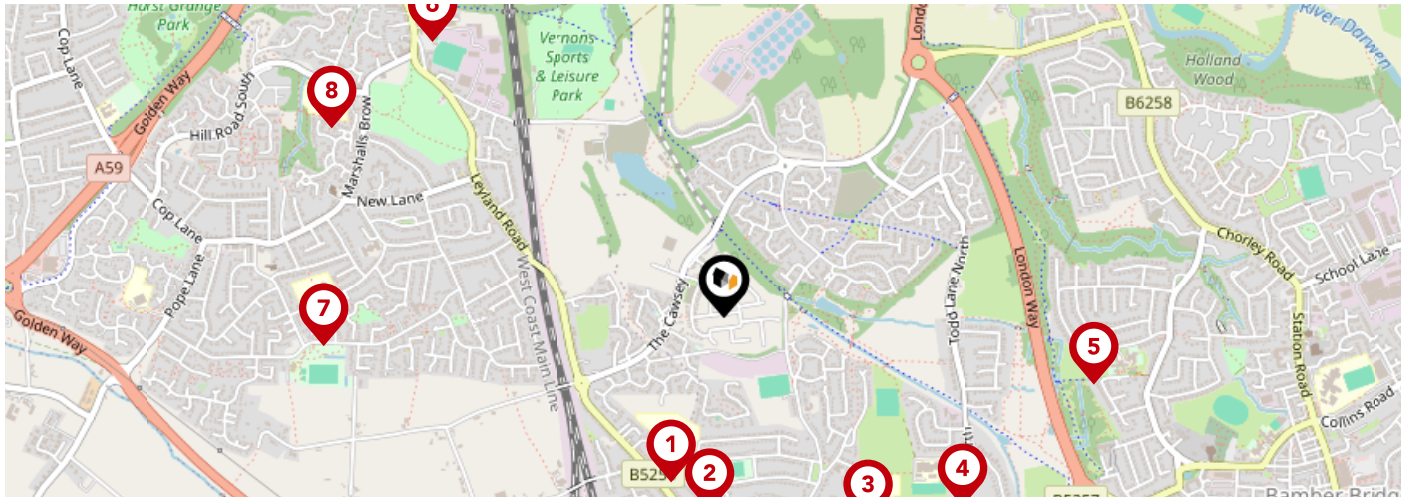 Hurst Grange
Park
Cop Lane
Golden Way
A59
Hill Road South
8
Marshalls Brow
New Lane
Cop Lane
Pope Lane
Golden Way
7
6
Leyland Road
West Coast Main Line
Vernons
Sports
& Leisure
Park
The Cawsey
1
2
3
4
5
Todd Lane North
London Way
B6258
Holland
Wood
River Darwen
Chorley Road
School Lane
Station Road
Collins Road
Bamber Bridg